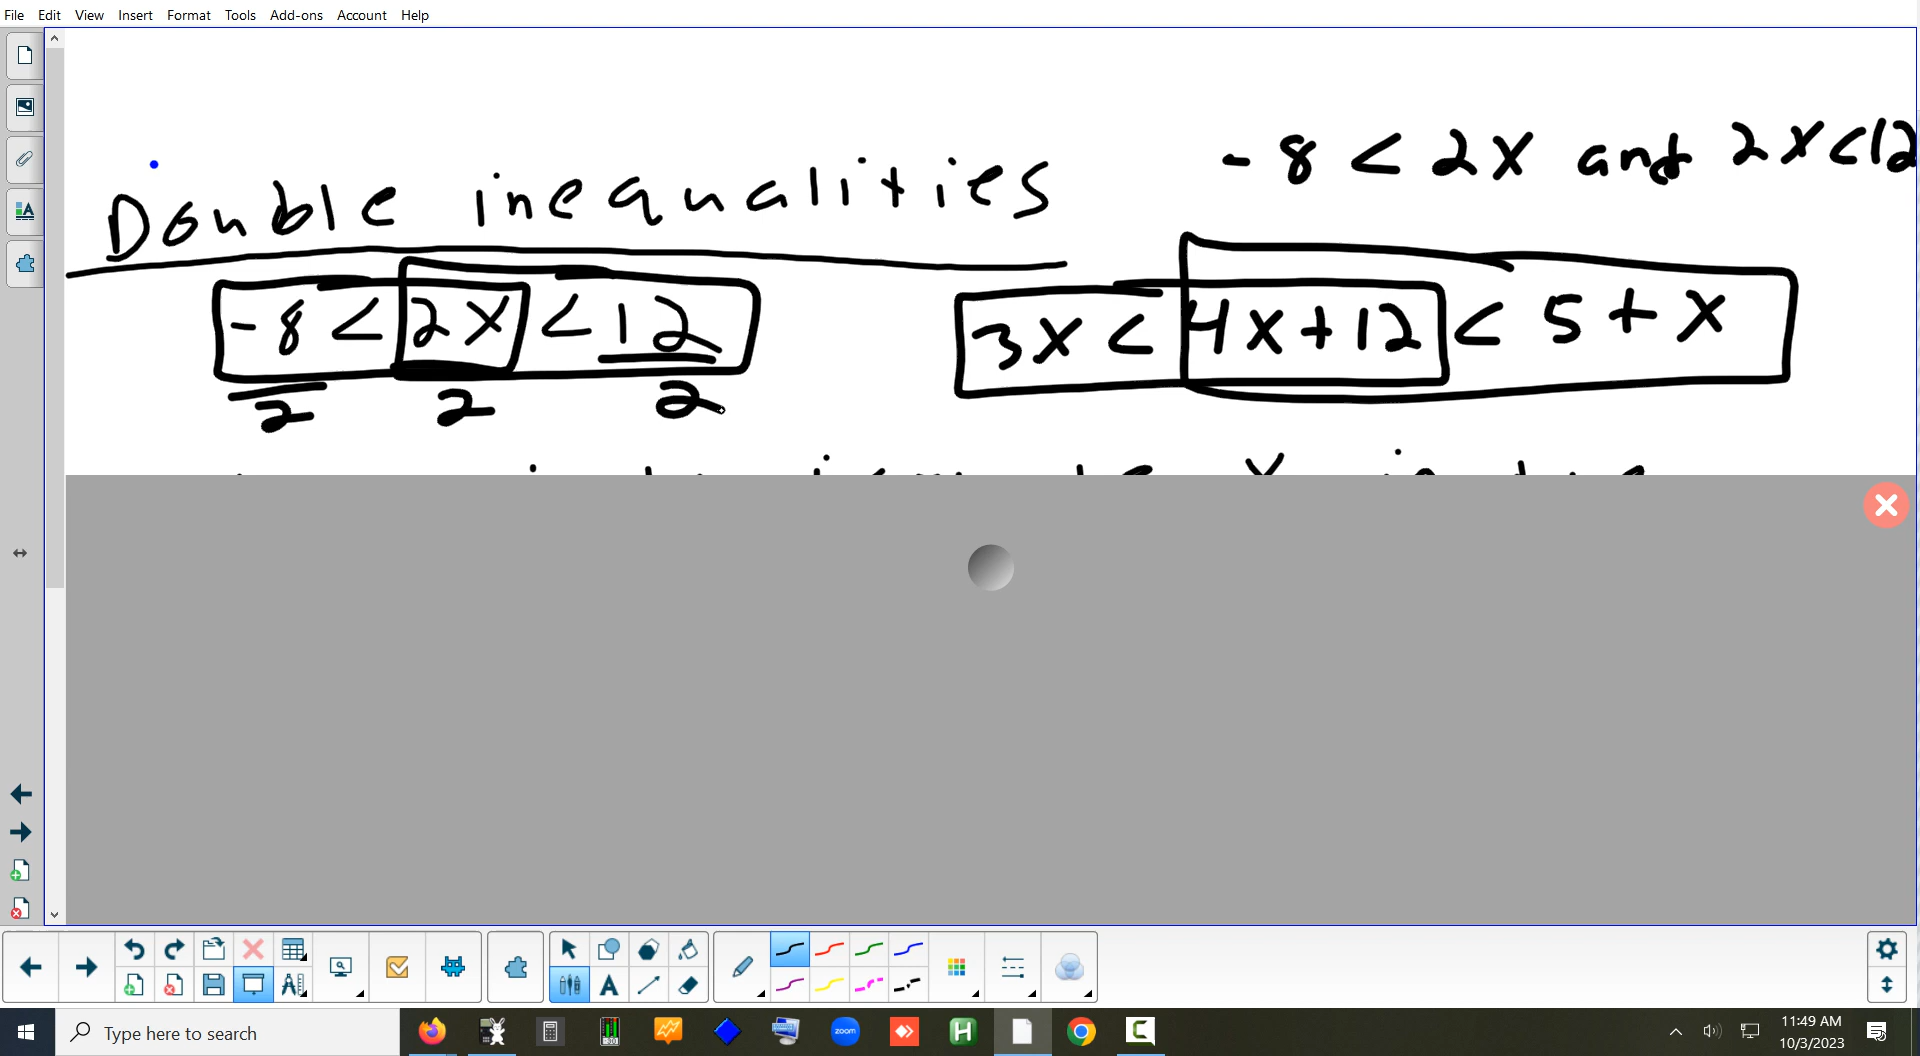 File Edit View Insert Format Tools Add-ons Account Help
-8 < 2x and 2x<12
Double inequalities
-8 < 2x < 12
2 2 2
3x < 4x+12 < 5+x
Type here to search
zoom
11:49 AM
10/3/2023